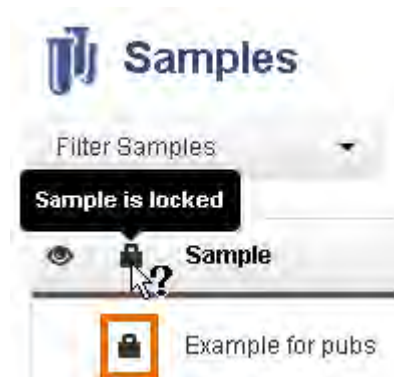 Samples
Filter Samples
Sample is locked
Sample
Example for pubs